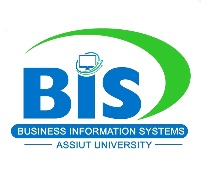 BiS
BUSINESS INFORMATION SYSTEMS
ASSIUT UNIVERSITY